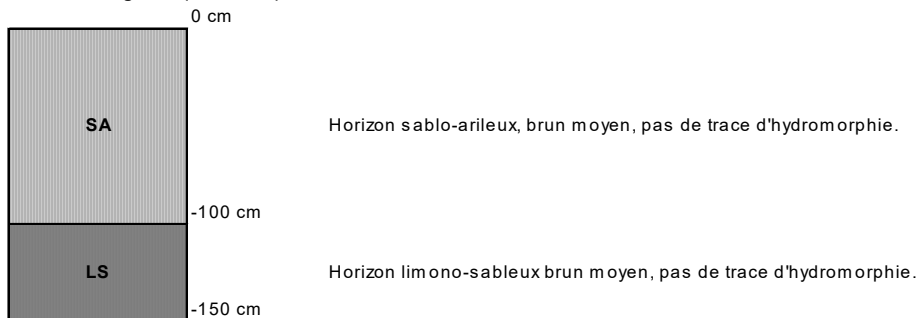 0 cm
SA
Horizon sablo-arileux, brun moyen, pas de trace d'hydromorphie.
-100 cm
LS
Horizon limono-sableux brun moyen, pas de trace d'hydromorphie.
-150 cm